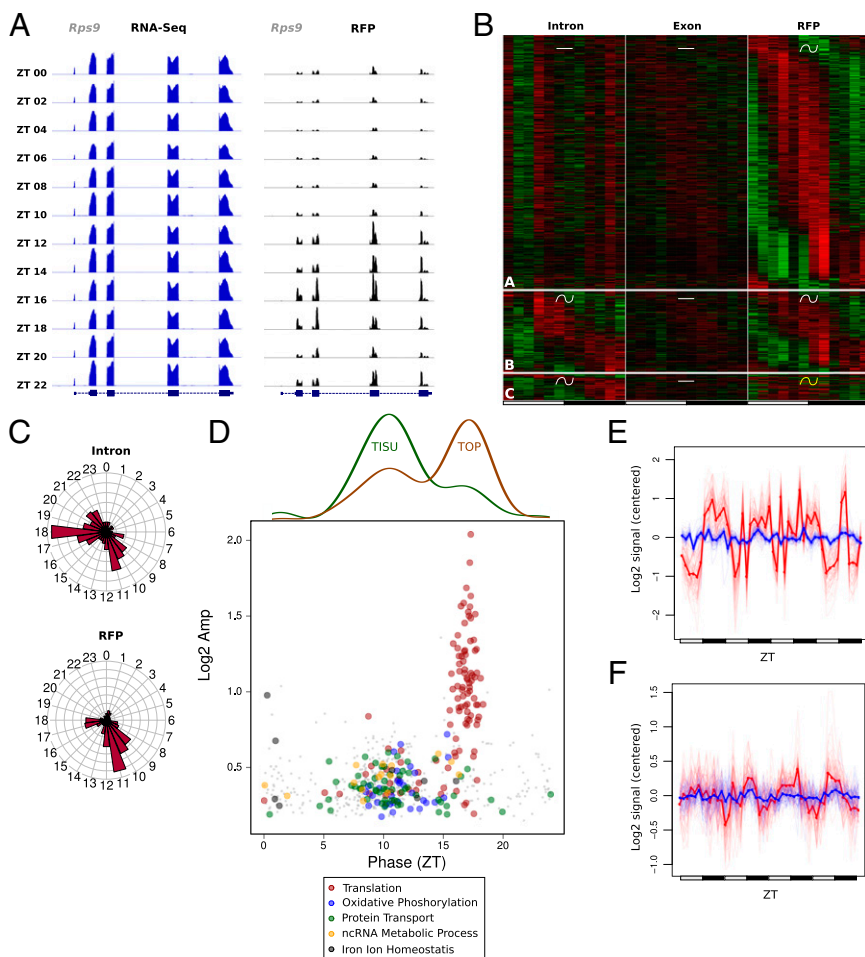 A
Rps9 RNA-Seq RFP
ZT 00
ZT 02
ZT 04
ZT 06
ZT 08
ZT 10
ZT 12
ZT 14
ZT 16
ZT 18
ZT 20
ZT 22
Rps9
B
Intron Exon RFP
A
B
C
C
Intron
0 1 2 3 4 5 6 7 8 9 10 11 12 13 14 15 16 17 18 19 20 21 22 23
RFP
0 1 2 3 4 5 6 7 8 9 10 11 12 13 14 15 16 17 18 19 20 21 22 23
D
TISU TOP
Log2 Amp
2.0
1.5
1.0
0.5
0 5 10 15 20
Phase (ZT)
Translation
Oxidative Phoshorylation
Protein Transport
ncRNA Metabolic Process
Iron Ion Homeostatis
E
Log2 signal (centered)
2
1
0
-1
-2
ZT
F
Log2 signal (centered)
1.5
1.0
0.5
0.0
-0.5
-1.0
ZT